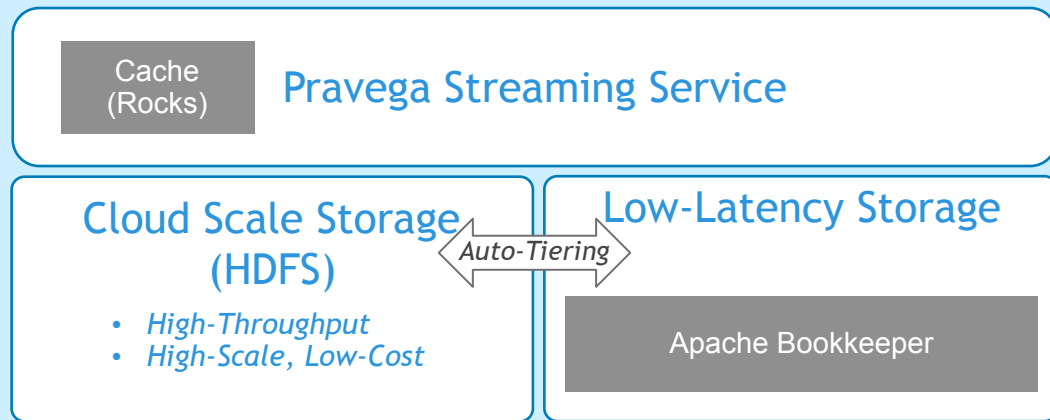 Cache
(Rocks)
Pravega Streaming Service
Cloud Scale Storage
(HDFS)
• High-Throughput
• High-Scale, Low-Cost
Auto-Tiering
Low-Latency Storage
Apache Bookkeeper